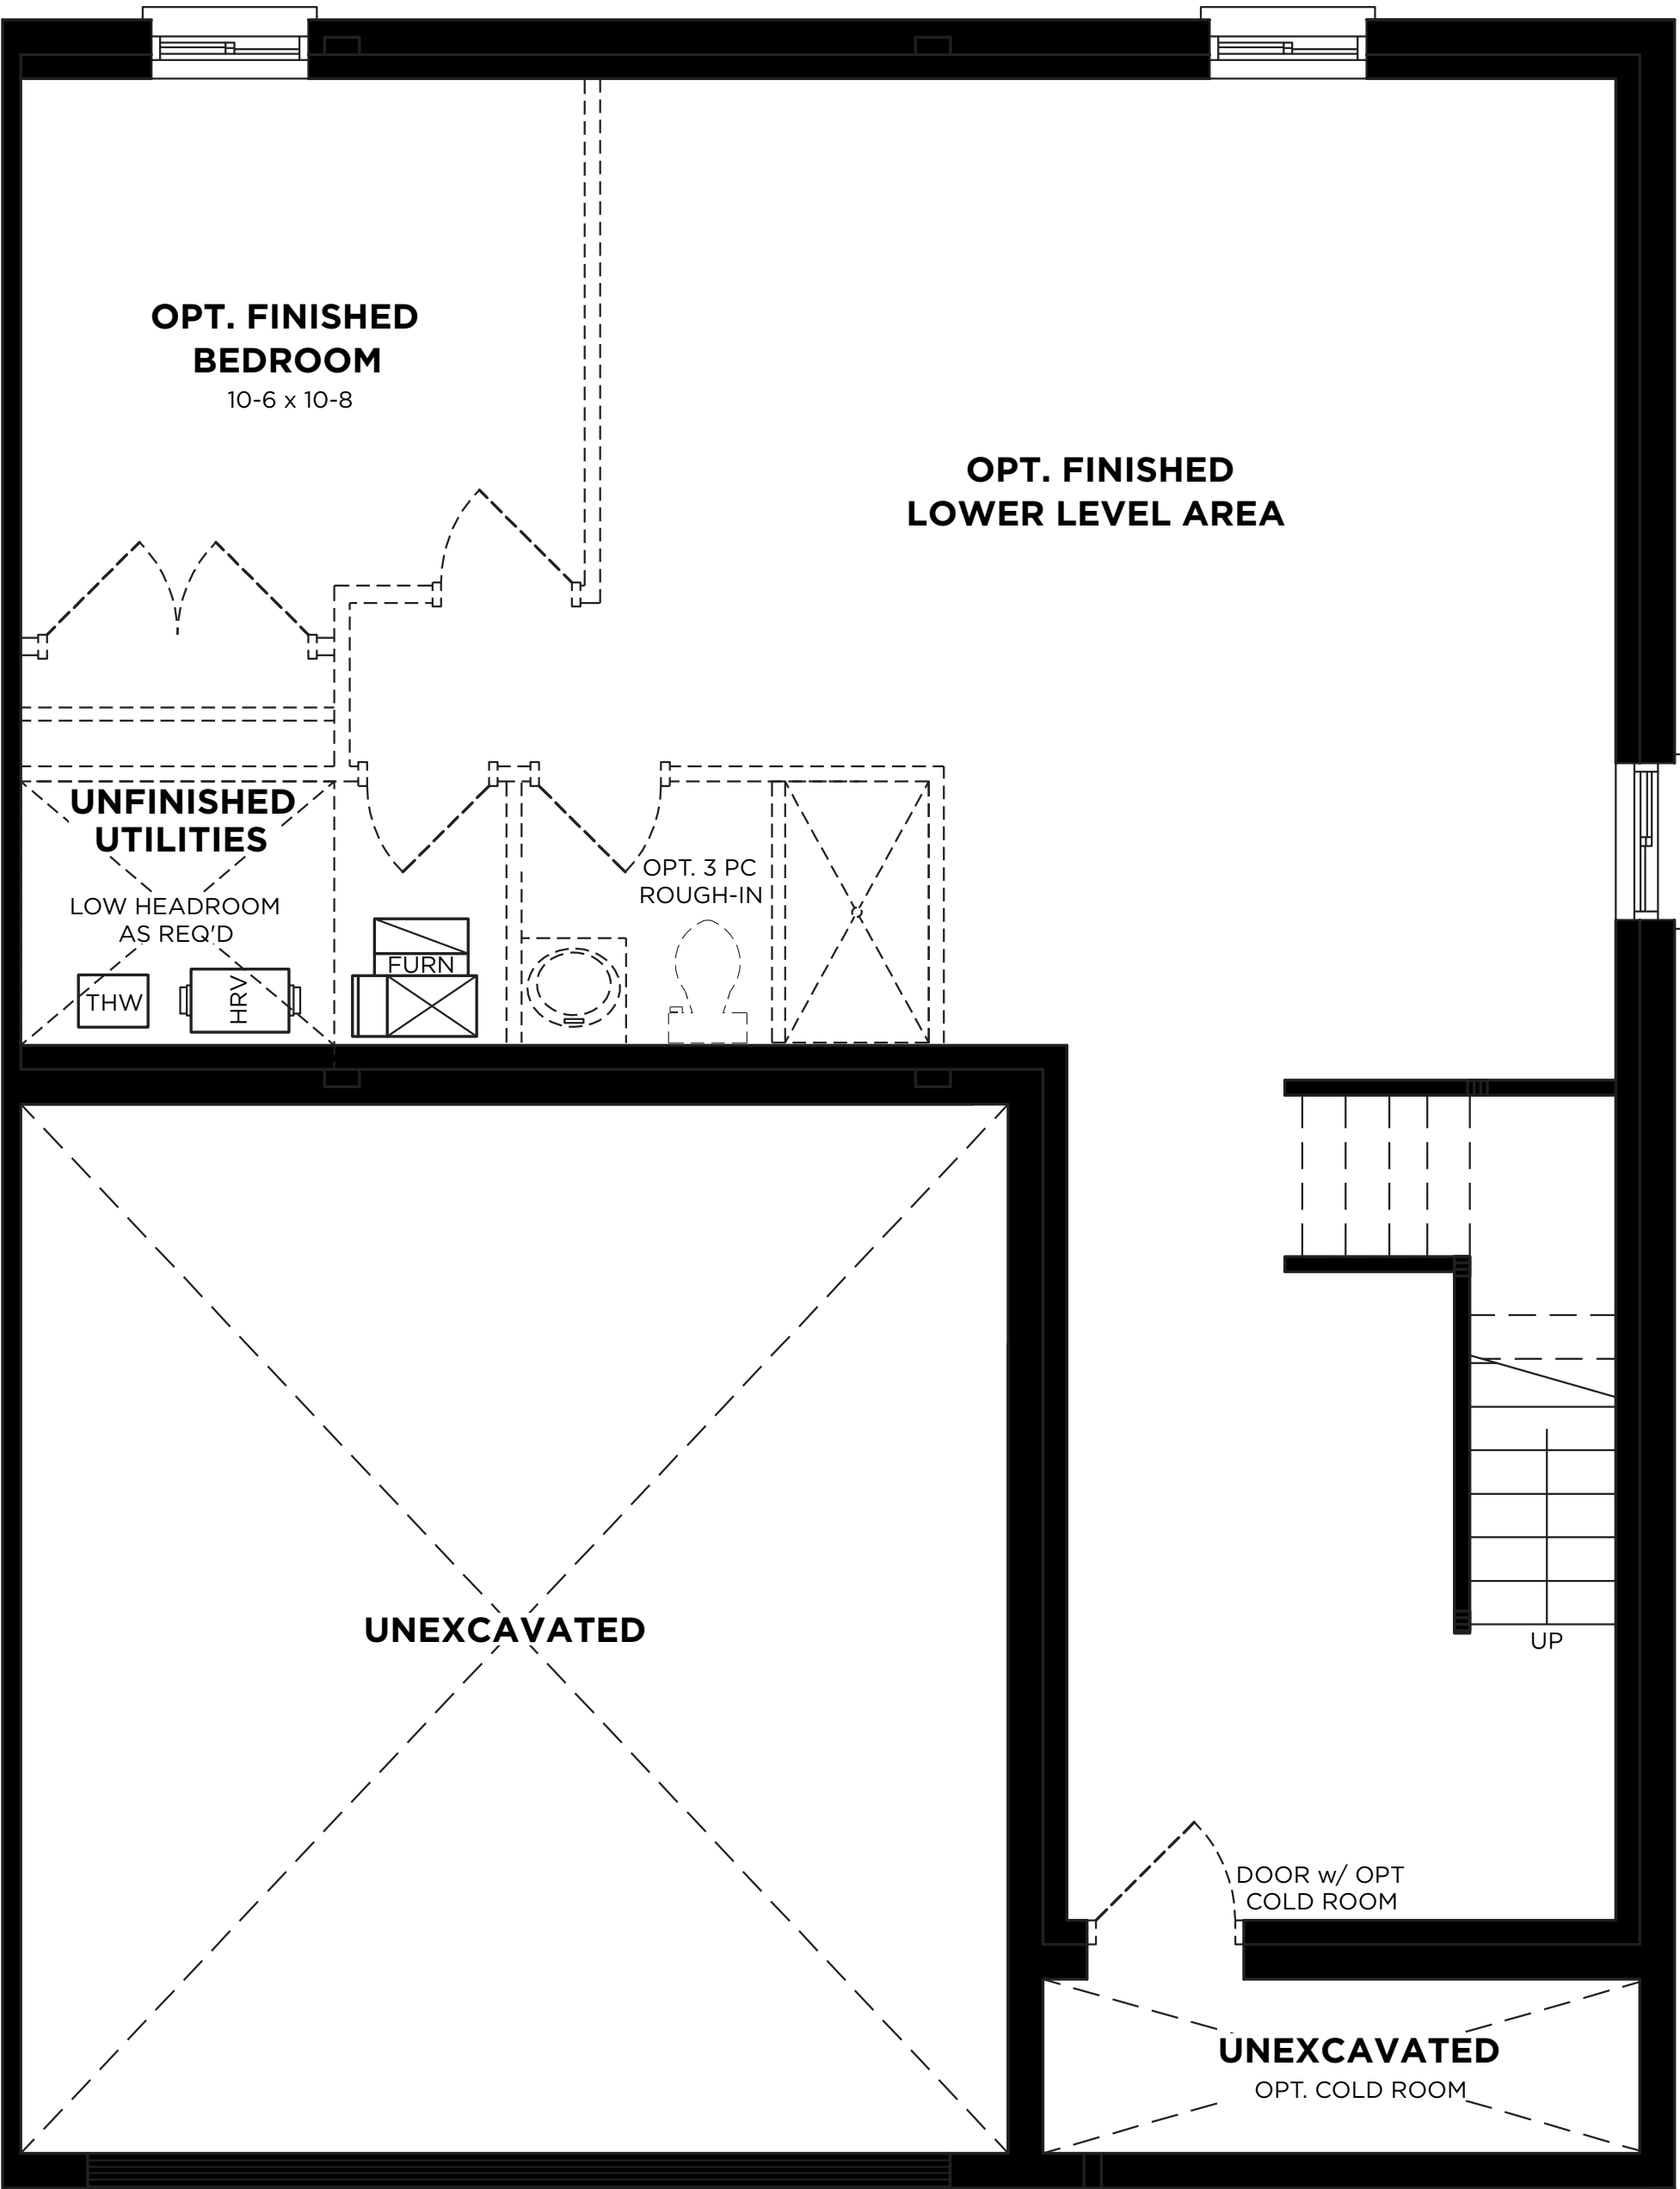 OPT. FINISHED
BEDROOM
10-6 x 10-8
OPT. FINISHED
LOWER LEVEL AREA
UNFINISHED
UTILITIES
LOW HEADROOM
AS REQ'D
THW
HRV
FURN
OPT. 3 PC
ROUGH-IN
UNEXCAVATED
UP
DOOR w/ OPT
COLD ROOM
UNEXCAVATED
OPT. COLD ROOM